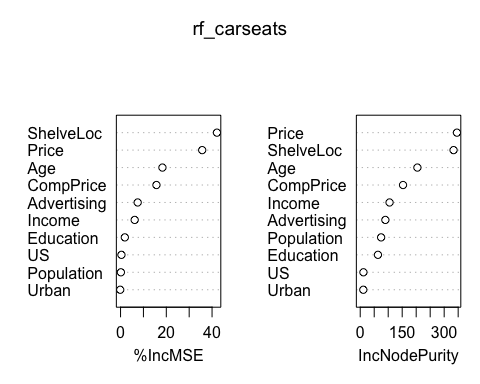 rf_carseats
ShelveLoc
Price
Age
CompPrice
Advertising
Income
Education
US
Population
Urban
0 20 40
%IncMSE
Price
ShelveLoc
Age
CompPrice
Income
Advertising
Population
Education
US
Urban
0 150 300
IncNodePurity